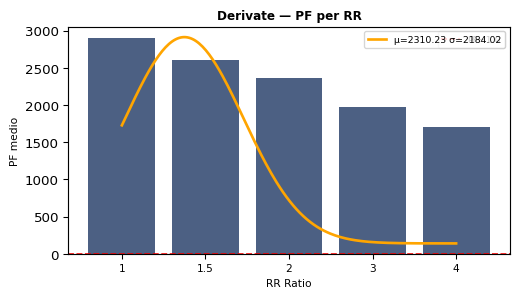 Derivate — PF per RR
μ=2310.23 σ=2184.02
PF medio
3000
2500
2000
1500
1000
500
0
1 1.5 2 3 4
RR Ratio